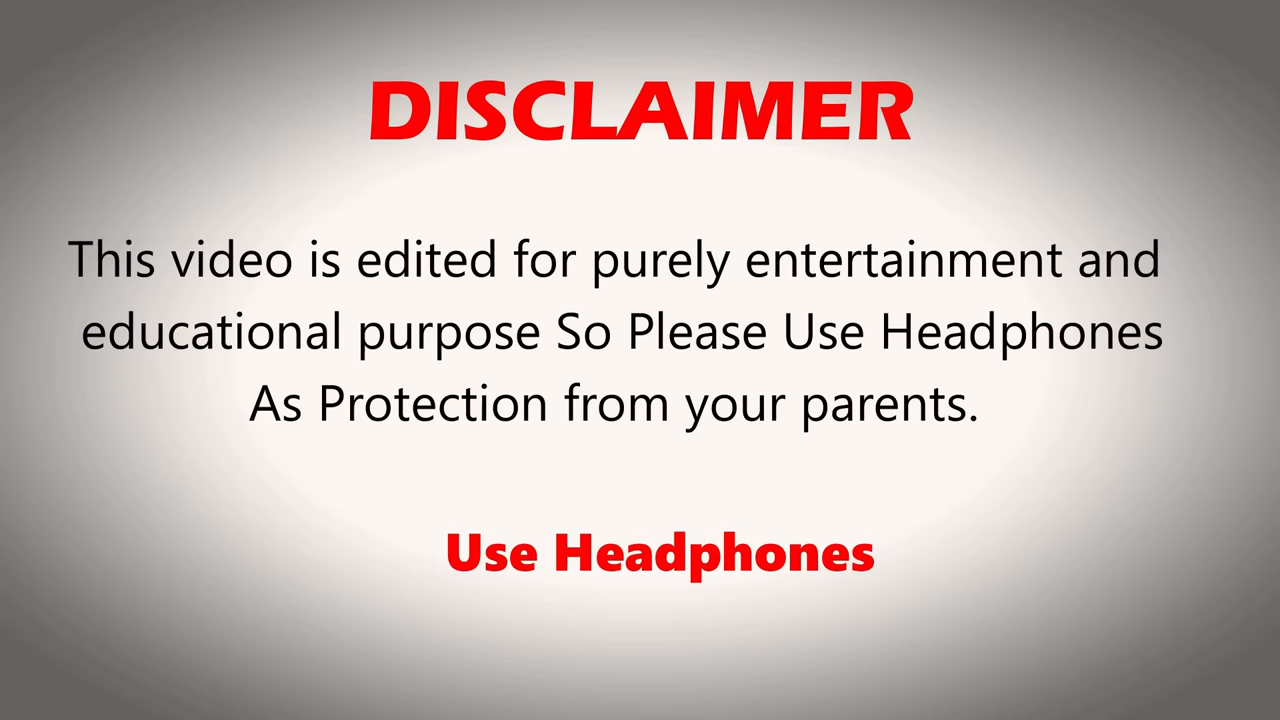 DISCLAIMER
This video is edited for purely entertainment and
educational purpose So Please Use Headphones
As Protection from your parents.
Use Headphones